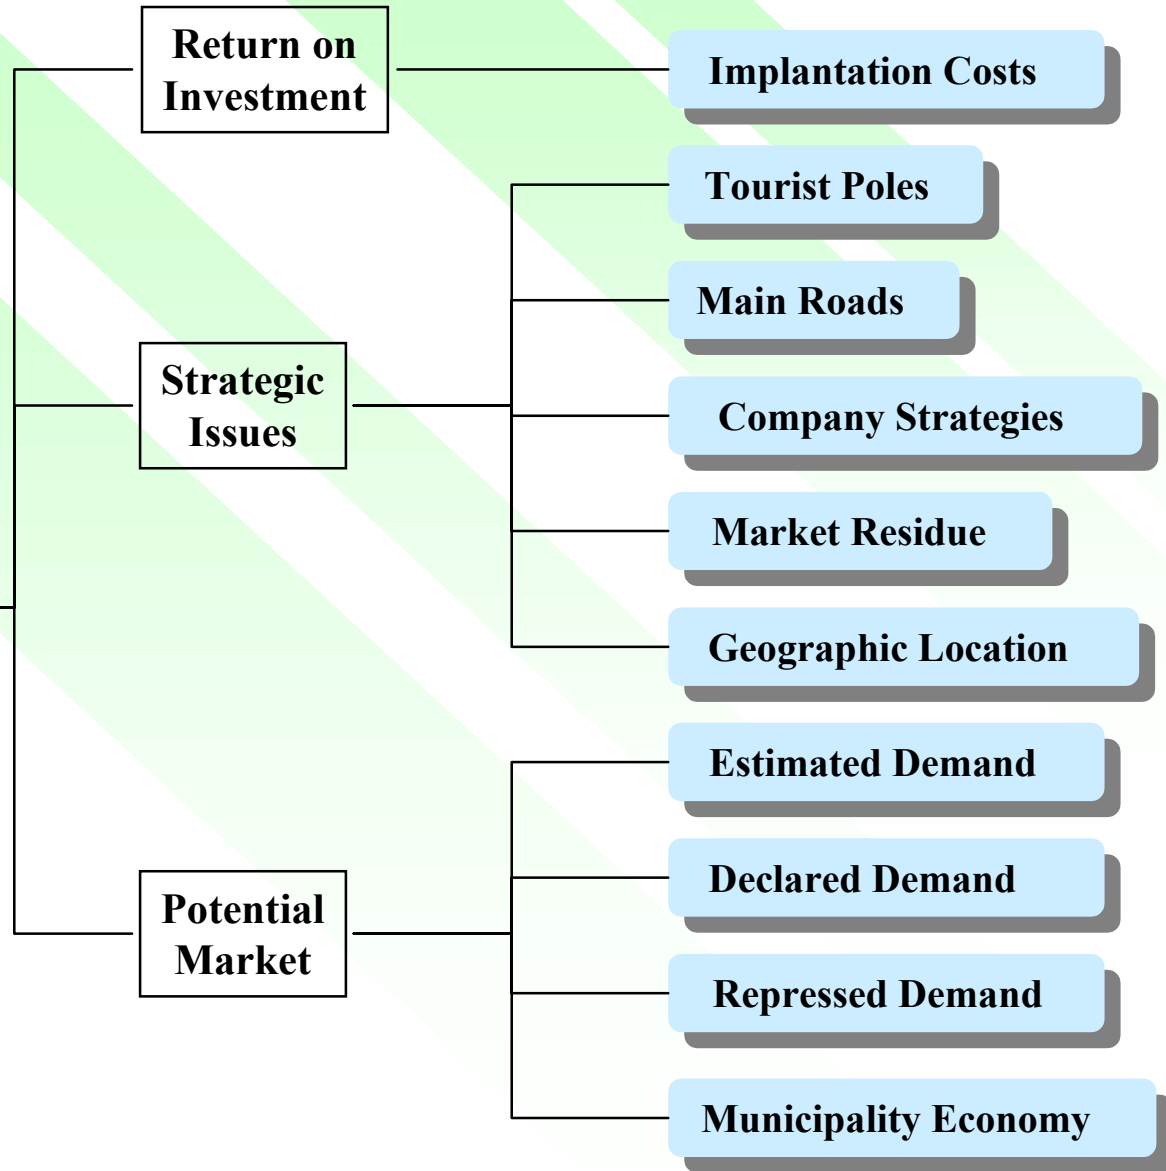 Return on
Investment
Implantation Costs
Tourist Poles
Main Roads
Strategic
Issues
Company Strategies
Market Residue
Geographic Location
Estimated Demand
Declared Demand
Potential
Market
Repressed Demand
Municipality Economy